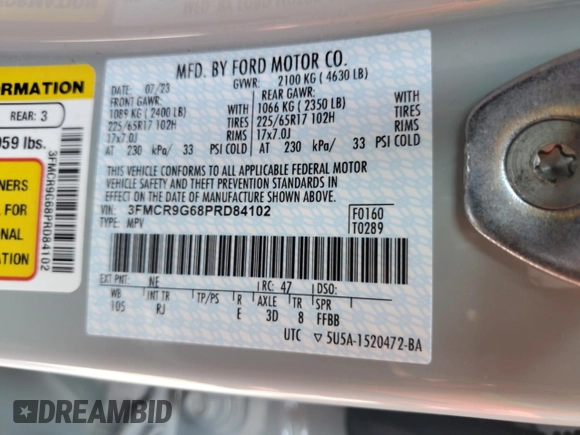 MFD. BY FORD MOTOR CO.
DATE: 07/23 GVWR: 2100 KG ( 4630 LB)
FRONT GAWR: REAR GAWR:
1089 KG ( 2400 LB) WITH 1066 KG ( 2350 LB) WITH
225/65R17 102H TIRES 225/65R17 102H TIRES
17x7.0J RIMS 17x7.0J RIMS
AT 230 kPa/ 33 PSI COLD AT 230 kPa/ 33 PSI COLD
THIS VEHICLE CONFORMS TO ALL APPLICABLE FEDERAL MOTOR
VEHICLE SAFETY, BUMPER, AND THEFT PREVENTION STANDARDS IN
EFFECT ON THE DATE OF MANUFACTURE SHOWN ABOVE.
VIN: 3FMCR9G68PRD84102 F0160
TYPE: MPV T0289
EXT PNT: NE RC: 47 DSO:
WB INT TR TP/PS R AXLE TR SPR
105 RJ E 3D 8 FFBB
UTC 5U5A-1520472-BA
ORMATION
REAR: 3
959 lbs.
NERS
L FOR
ONAL
ATION
3FMCR9G68PRD84102
DREAMBID